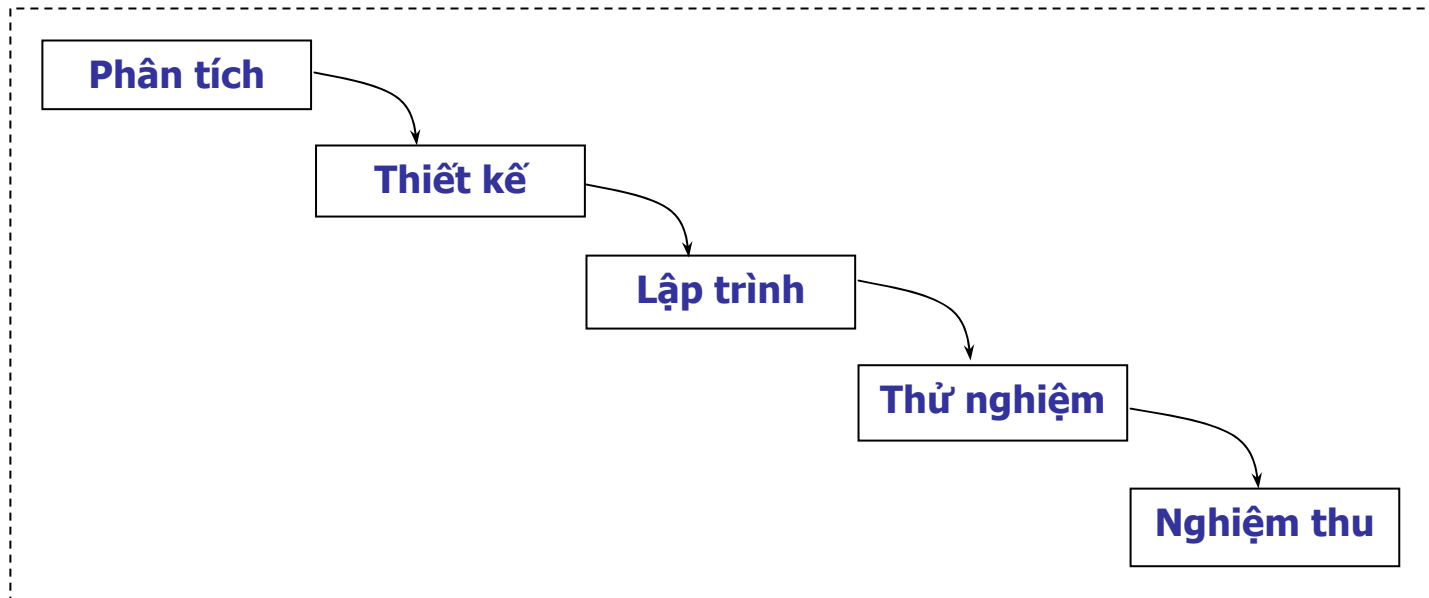 Phân tích
Thiết kế
Lập trình
Thử nghiệm
Nghiệm thu